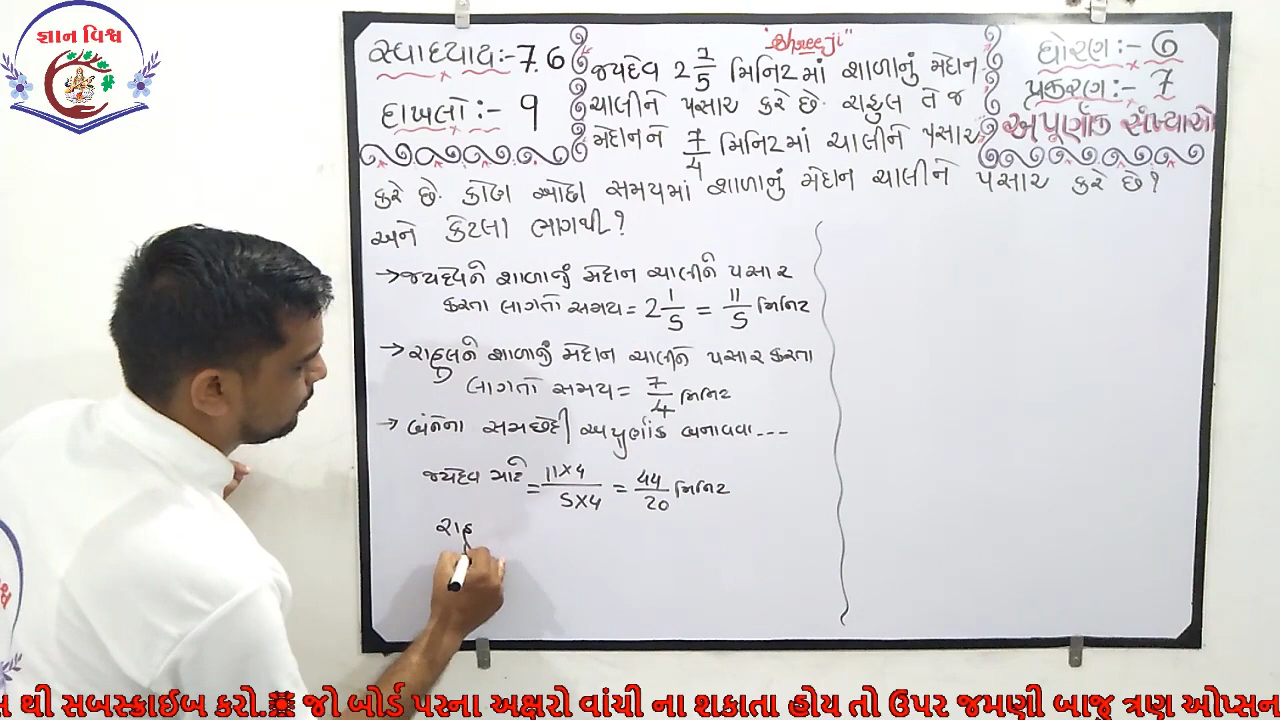 જ્ઞાન વિશ્વ
સ્વાધ્યાય:-7.6
દાખલો :- 9
"Shreeji"
જયદેવ 2 1/5 મિનિટમાં શાળાનું મેદાન
ચાલીને પસાર કરે છે. રાહુલ તે જ
મેદાનને 7/4 મિનિટમાં ચાલીને પસાર
કરે છે. કોણ ઓછા સમયમાં શાળાનું મેદાન ચાલીને પસાર કરે છે?
અને કેટલા ભાગથી?
ધોરણ:- 6
પ્રકરણ:- 7
અપૂર્ણાંક સંખ્યાઓ
→જયદેવને શાળાનું મેદાન ચાલીને પસાર
કરતા લાગતો સમય = 2 1/5 = 11/5 મિનિટ
→ રાહુલને શાળાનું મેદાન ચાલીને પસાર કરતા
લાગતો સમય = 7/4 મિનિટ
→ બંનેના સમચ્છેદી અપુર્ણાંક બનાવવા---
જયદેવ માટે = 11×4/5×4 = 44/20 મિનિટ
રાહુ
થી સબસ્ક્રાઈબ કરો. જો બોર્ડ પરના અક્ષરો વાંચી ના શકાતા હોય તો ઉપર જમણી બાજુ ત્રણ ઓપ્સન